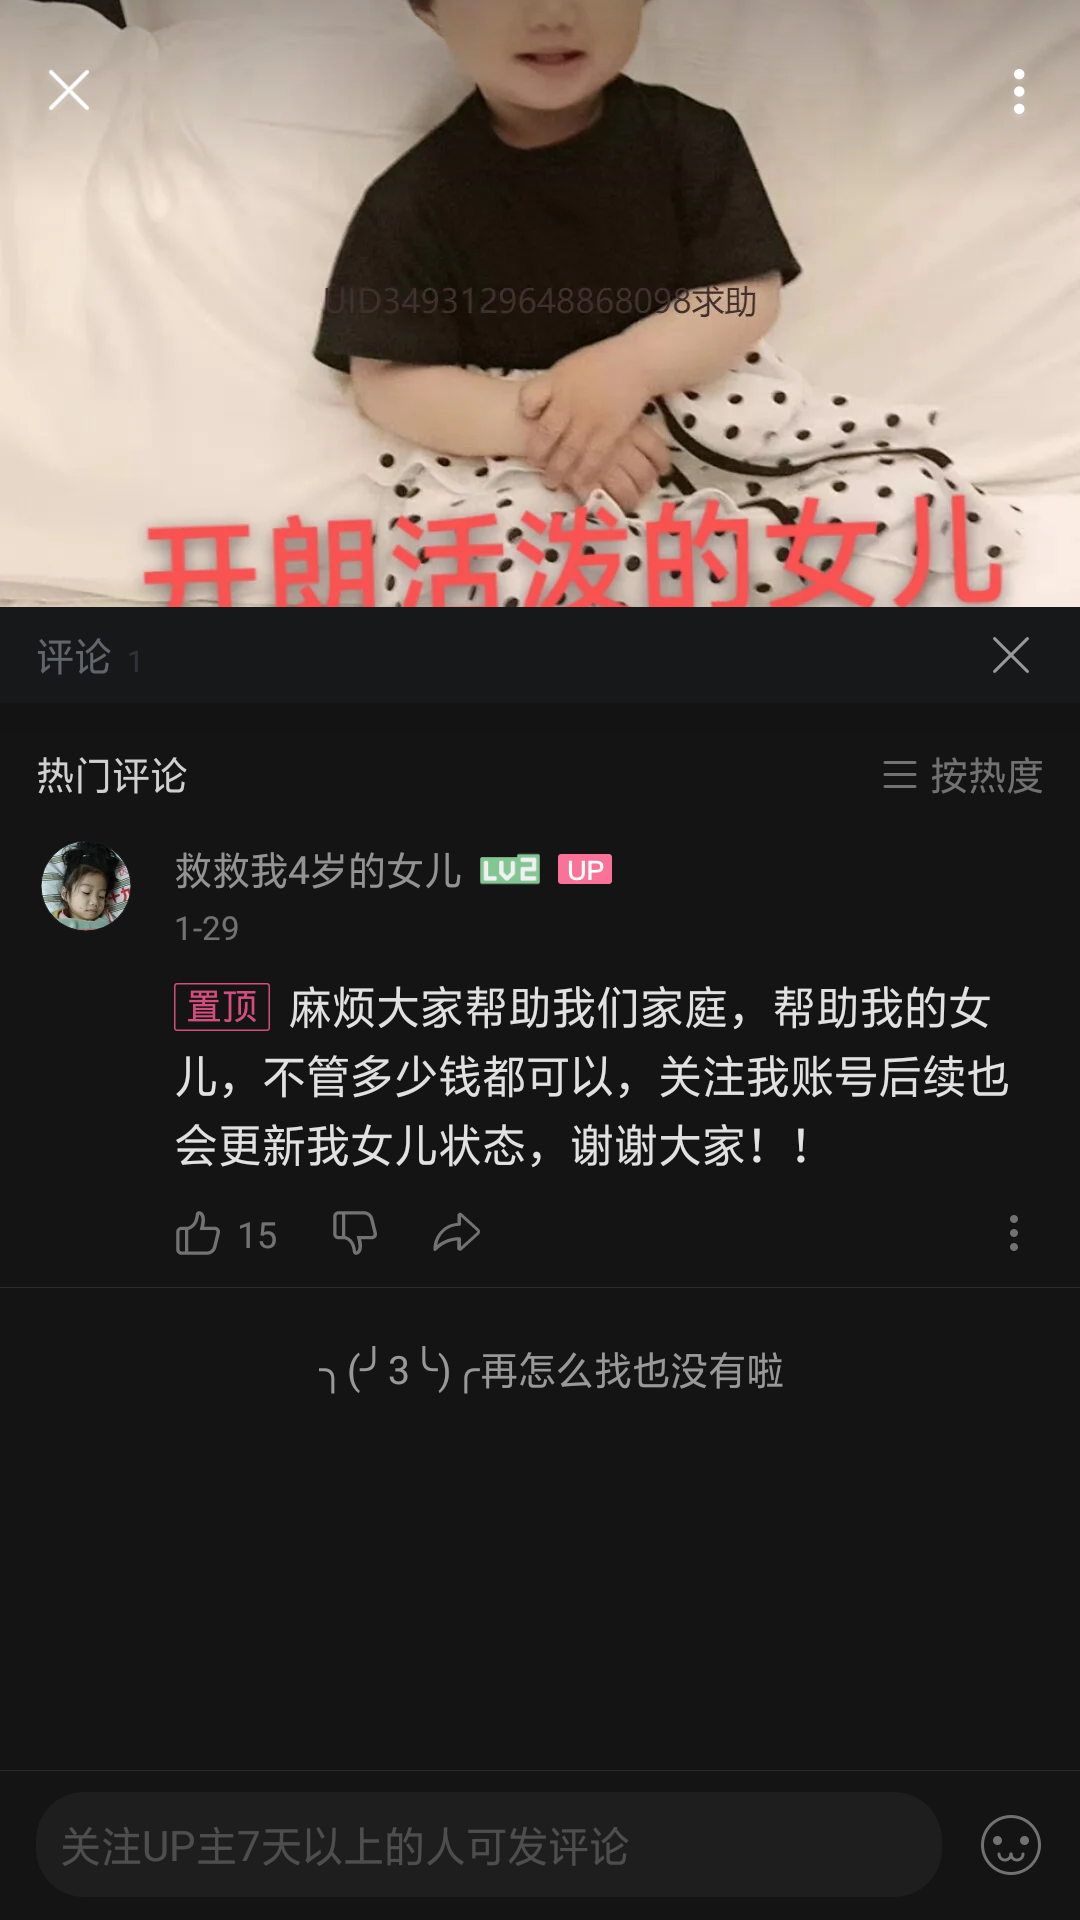 UID3493129648868098求助
开朗活泼的女儿
评论 1
热门评论
按热度
救救我4岁的女儿 LV2 UP
1-29
置顶 麻烦大家帮助我们家庭，帮助我的女
儿，不管多少钱都可以，关注我账号后续也
会更新我女儿状态，谢谢大家！！
15
╮(╯3╰)╭再怎么找也没有啦
关注UP主7天以上的人可发评论